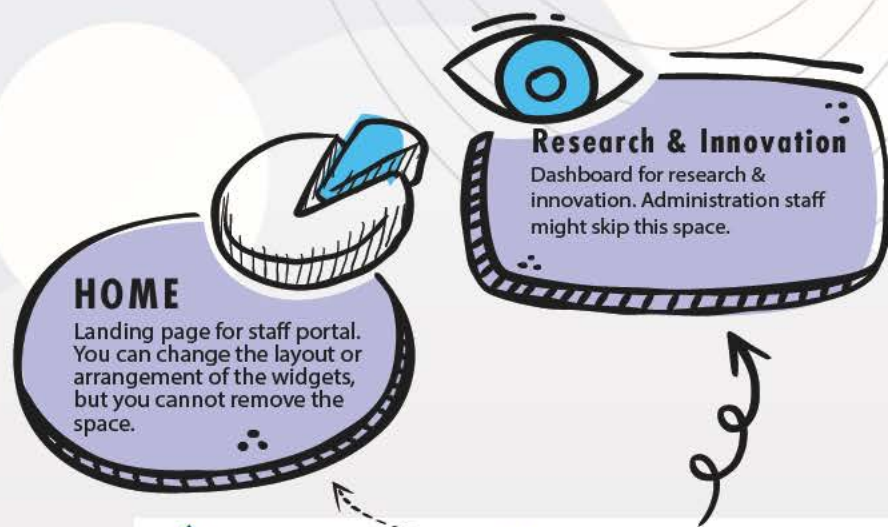 Research & Innovation
Dashboard for research &
innovation. Administration staff
might skip this space.
HOME
Landing page for staff portal.
You can change the layout or
arrangement of the widgets,
but you cannot remove the
space.